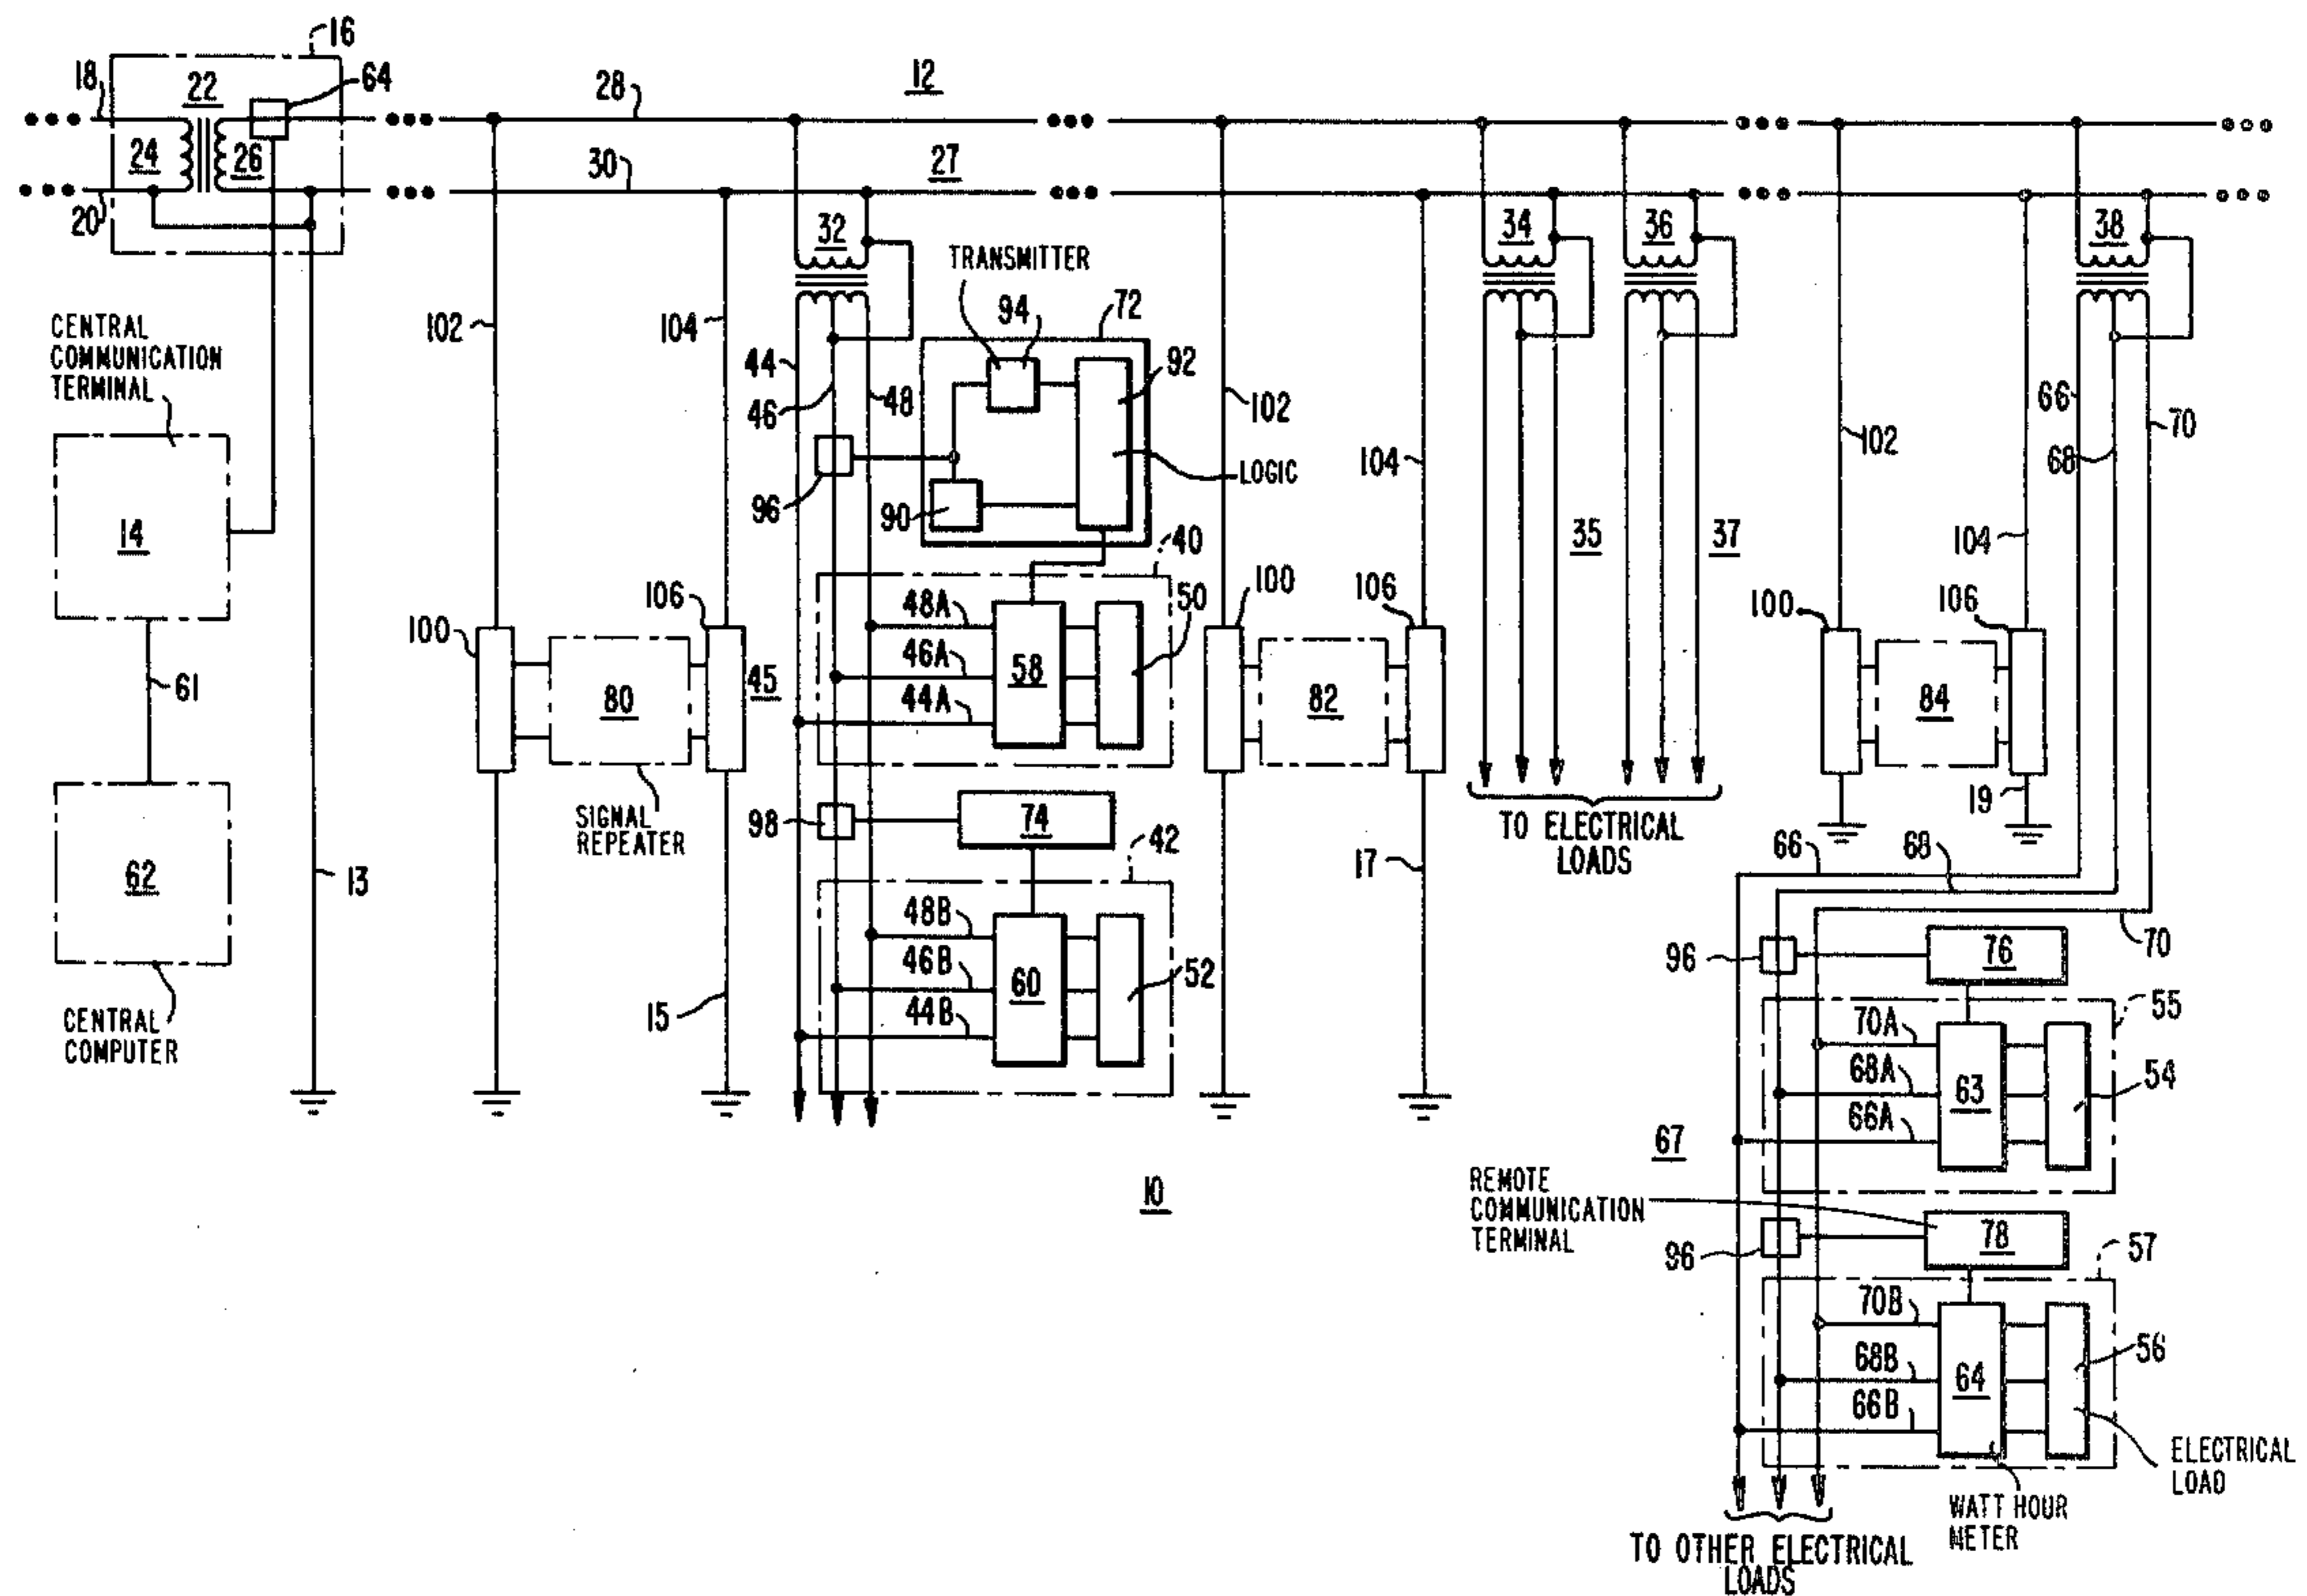 16
18
22
64
12
28
24
26
30
27
20
32
34
36
38
TRANSMITTER
94
72
CENTRAL
COMMUNICATION
TERMINAL
102
104
44
46
48
92
102
104
66
68
70
102
104
LOGIC
96
90
14
40
35
37
100
106
45
48A
46A
44A
58
50
100
106
100
106
61
80
82
84
SIGNAL
REPEATER
98
74
42
TO ELECTRICAL
LOADS
19
66
68
70
62
13
17
15
48B
46B
44B
60
52
96
76
55
CENTRAL
COMPUTER
70A
68A
66A
63
54
67
10
REMOTE
COMMUNICATION
TERMINAL
78
96
57
70B
68B
66B
64
56
ELECTRICAL
LOAD
WATT HOUR
METER
TO OTHER ELECTRICAL
LOADS